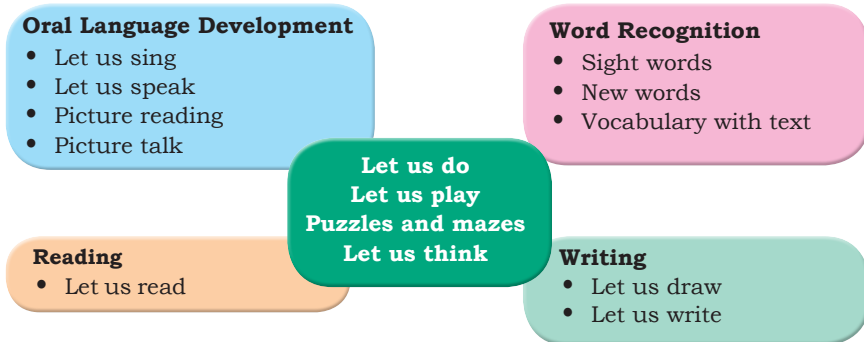 Oral Language Development
• Let us sing
• Let us speak
• Picture reading
• Picture talk
Word Recognition
• Sight words
• New words
• Vocabulary with text
Let us do
Let us play
Puzzles and mazes
Let us think
Reading
• Let us read
Writing
• Let us draw
• Let us write